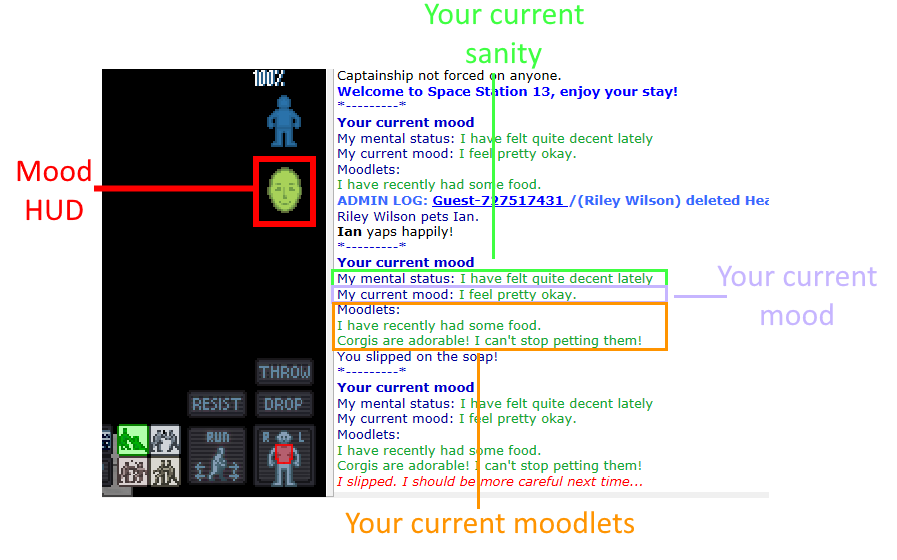 Your current
sanity
100%
Captainship not forced on anyone.
Welcome to Space Station 13, enjoy your stay!
*---------*
Your current mood
My mental status: I have felt quite decent lately
My current mood: I feel pretty okay.
Moodlets:
I have recently had some food.
ADMIN LOG: Guest-727517431 /(Riley Wilson) deleted Hea
Riley Wilson pets Ian.
Ian yaps happily!
*---------*
Your current mood
My mental status: I have felt quite decent lately
My current mood: I feel pretty okay.
Moodlets:
I have recently had some food.
Corgis are adorable! I can't stop petting them!
You slipped on the soap!
*---------*
Your current mood
My mental status: I have felt quite decent lately
My current mood: I feel pretty okay.
Moodlets:
I have recently had some food.
Corgis are adorable! I can't stop petting them!
I slipped. I should be more careful next time...
Mood
HUD
Your current
mood
THROW
RESIST
DROP
RUN
R L
Your current moodlets